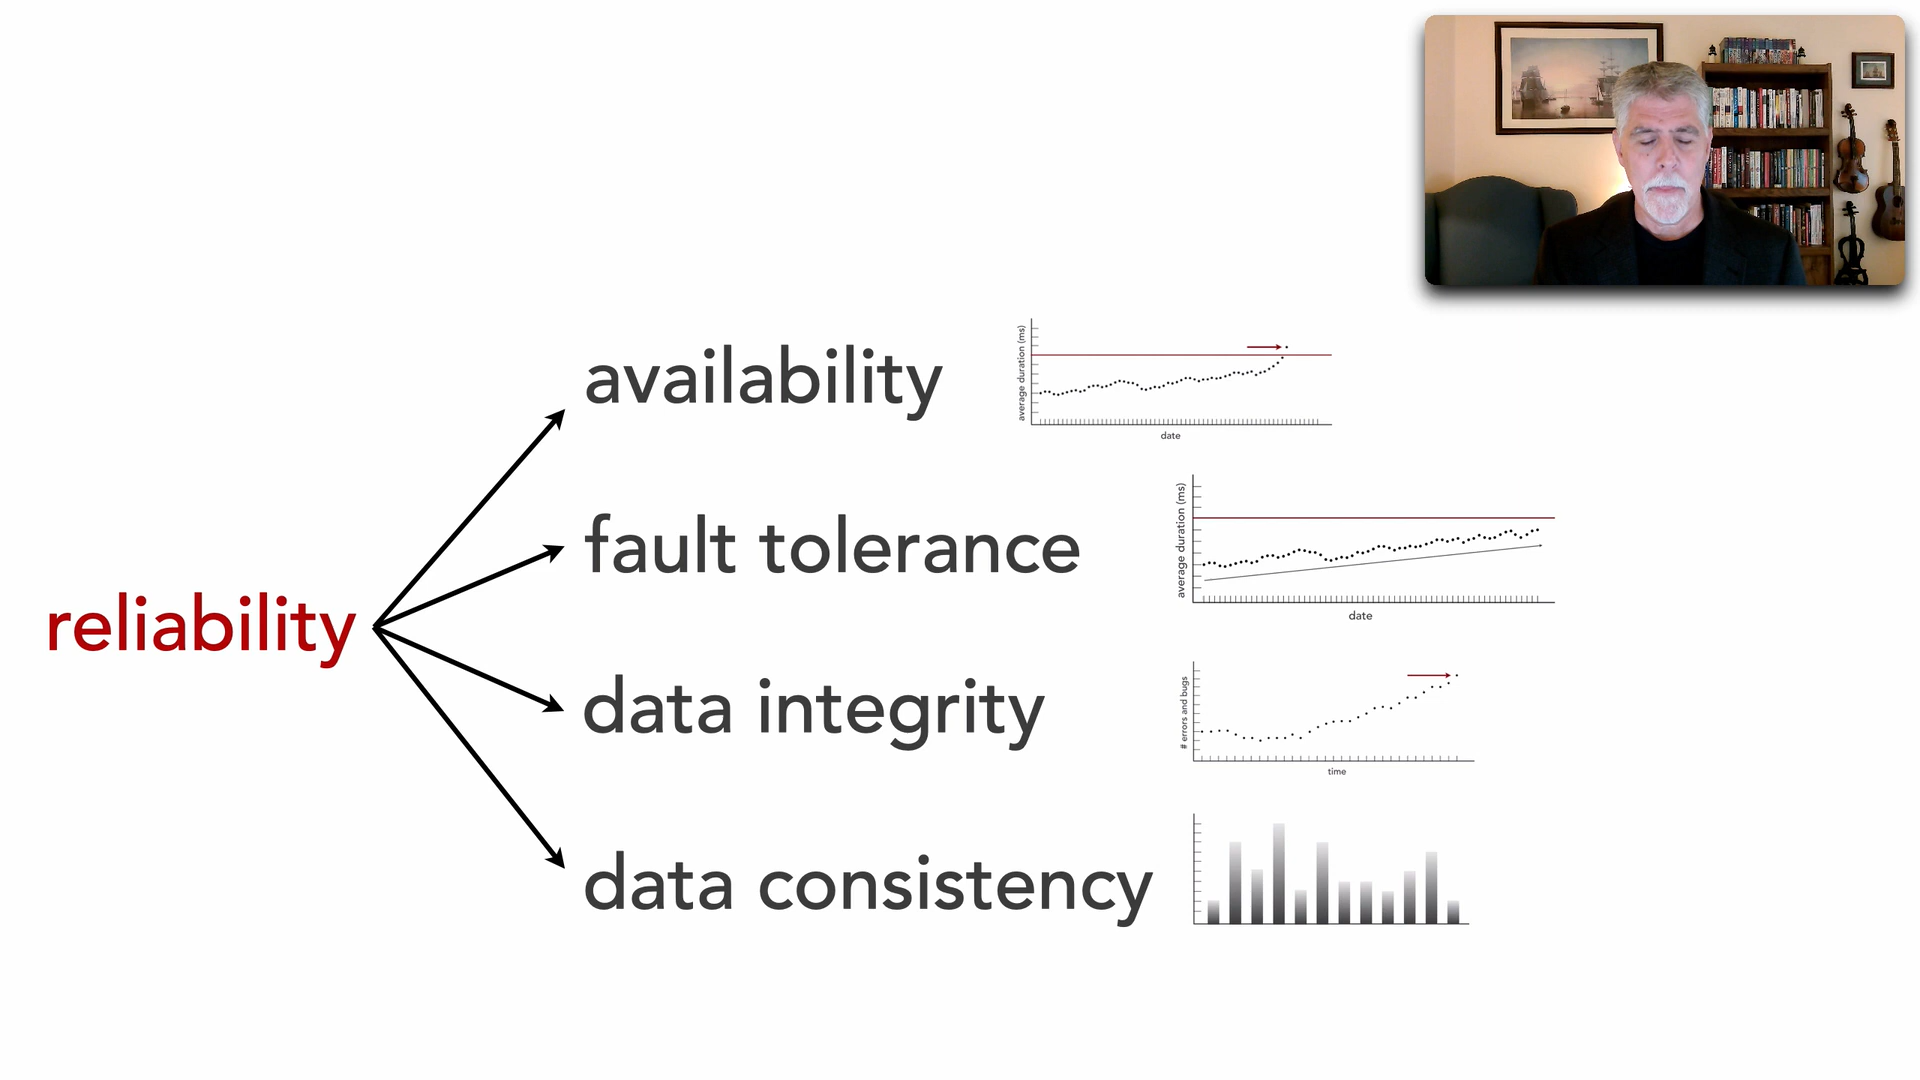 availability
average duration (ms)
date
fault tolerance
average duration (ms)
date
reliability
data integrity
# errors and bugs
time
data consistency